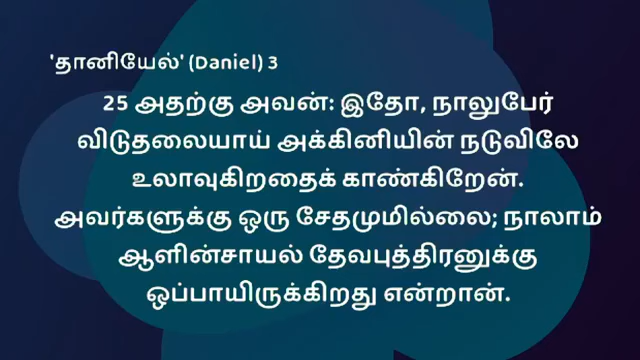 'தானியேல்' (Daniel) 3
25 அதற்கு அவன்: இதோ, நாலுபேர்
விடுதலையாய் அக்கினியின் நடுவிலே
உலாவுகிறதைக் காண்கிறேன்.
அவர்களுக்கு ஒரு சேதமுமில்லை; நாலாம்
ஆளின்சாயல் தேவபுத்திரனுக்கு
ஒப்பாயிருக்கிறது என்றான்.